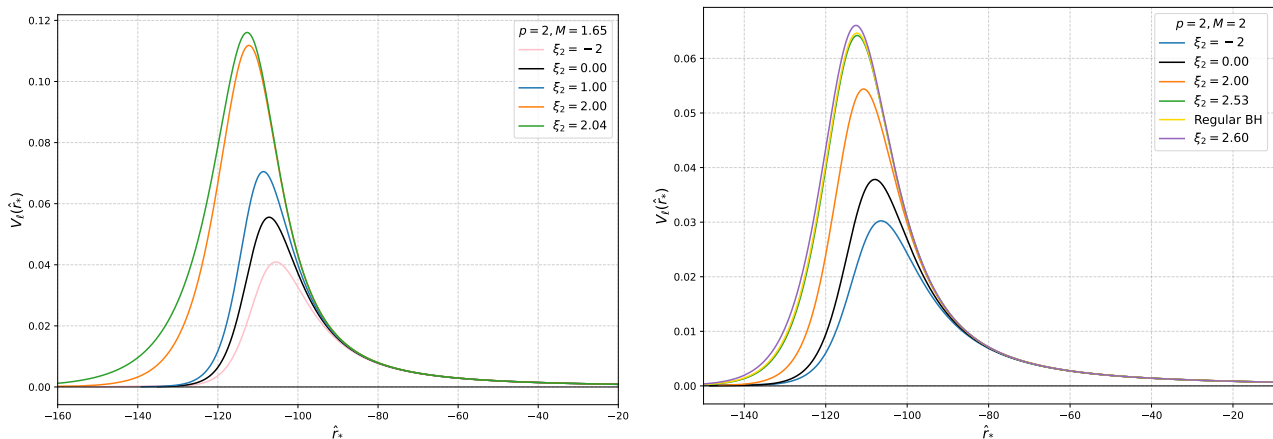 0.12
0.10
0.08
0.06
0.04
0.02
0.00
V_ℓ(r̂_*)
−160 −140 −120 −100 −80 −60 −40 −20
r̂_*
p = 2, M = 1.65
ξ₂ = −2
ξ₂ = 0.00
ξ₂ = 1.00
ξ₂ = 2.00
ξ₂ = 2.04
0.06
0.05
0.04
0.03
0.02
0.01
0.00
V_ℓ(r̂_*)
−140 −120 −100 −80 −60 −40 −20
r̂_*
p = 2, M = 2
ξ₂ = −2
ξ₂ = 0.00
ξ₂ = 2.00
ξ₂ = 2.53
Regular BH
ξ₂ = 2.60